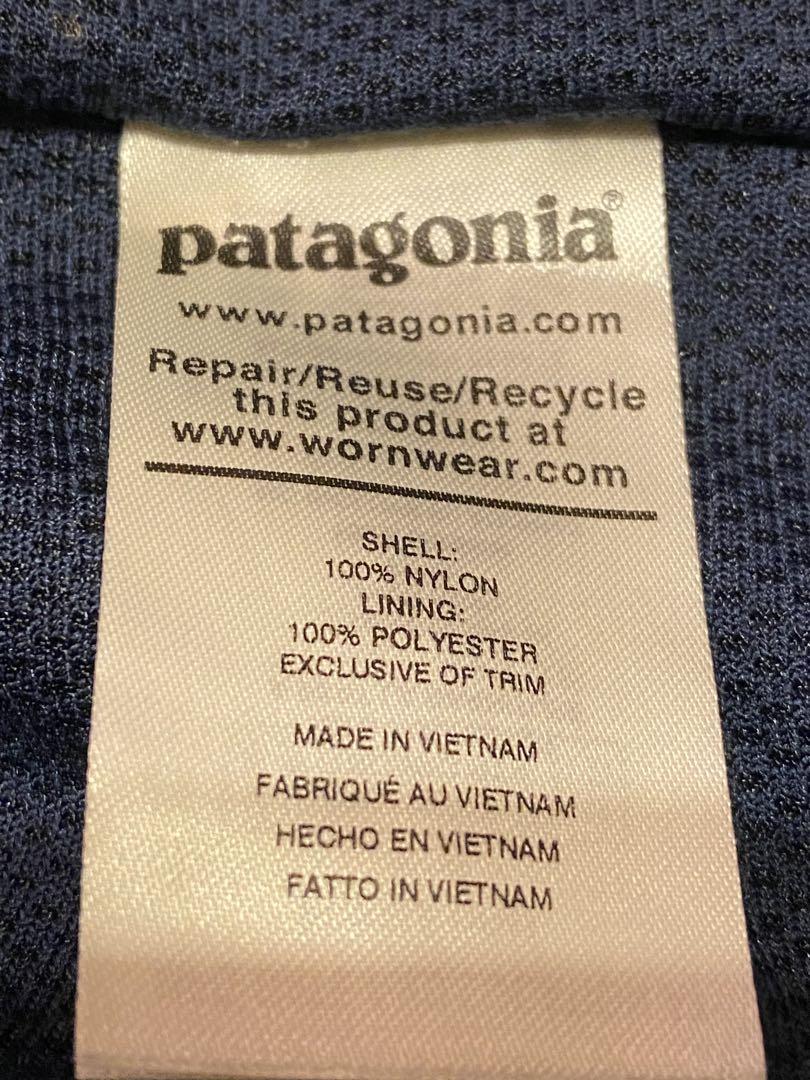 patagonia®
www.patagonia.com
Repair/Reuse/Recycle
this product at
www.wornwear.com
SHELL:
100% NYLON
LINING:
100% POLYESTER
EXCLUSIVE OF TRIM
MADE IN VIETNAM
FABRIQUÉ AU VIETNAM
HECHO EN VIETNAM
FATTO IN VIETNAM